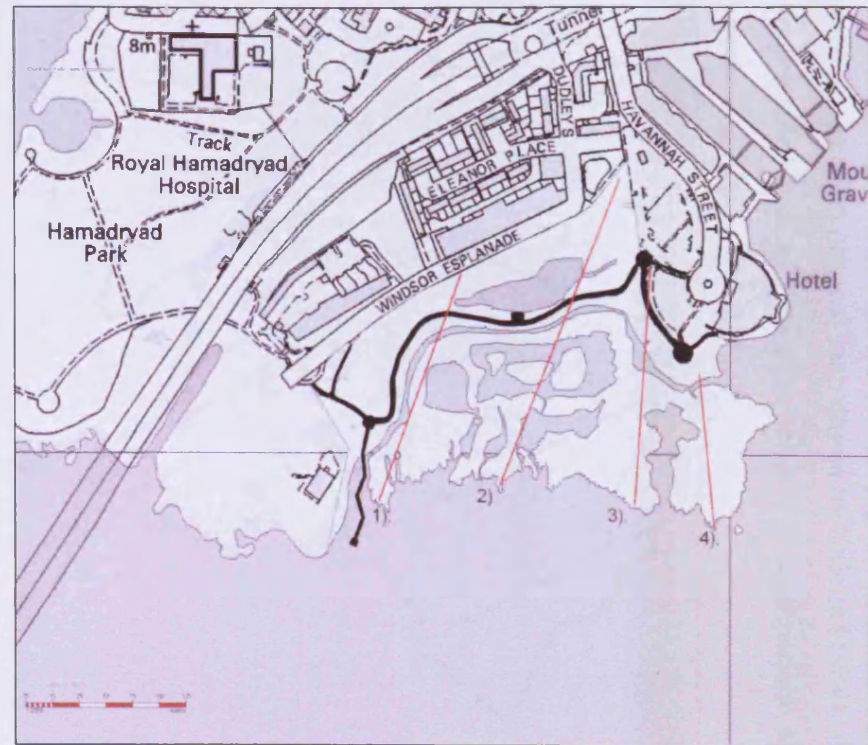 8m
Tunnel
DUDLEY S
HAVANNAH STREET
Track
Royal Hamadryad
Hospital
ELEANOR PLACE
Mou
Grav
Hamadryad
Park
WINDSOR ESPLANADE
Hotel
1).
2)
3).
4).